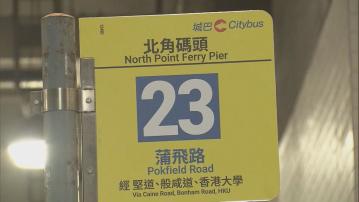 城巴 Citybus
北角碼頭
North Point Ferry Pier
23
蒲飛路
Pokfield Road
經 堅道、般咸道、香港大學
Via Caine Road, Bonham Road, HKU